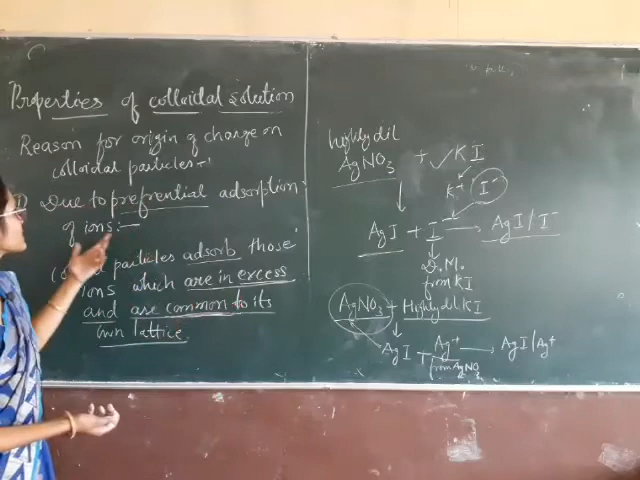 Properties of colloidal solution
Reason for origin of charge on
colloidal particles:-
1) Due to prefrential adsorption
of ions:-
particles adsorb those
ions which are in excess
and are common to its
own lattice
highly dil
AgNO3 + ✓KI
K+ I-
AgI + I- → AgI/I-
D.M.
from KI
AgNO3 + Highly dil KI
AgI + Ag+ → AgI/Ag+
from AgNO3